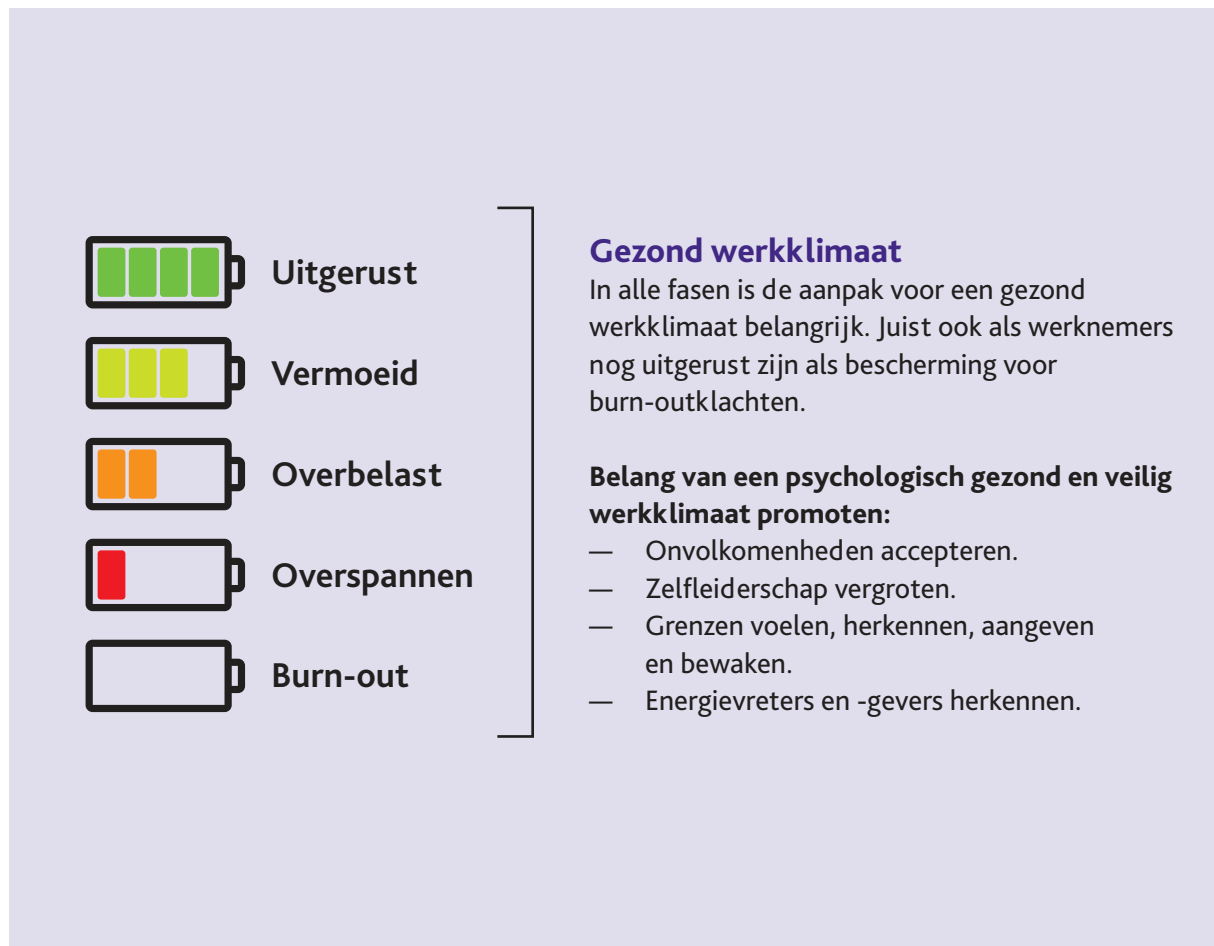 Uitgerust
Vermoeid
Overbelast
Overspannen
Burn-out
Gezond werkklimaat
In alle fasen is de aanpak voor een gezond
werkklimaat belangrijk. Juist ook als werknemers
nog uitgerust zijn als bescherming voor
burn-outklachten.
Belang van een psychologisch gezond en veilig
werkklimaat promoten:
— Onvolkomenheden accepteren.
— Zelfleiderschap vergroten.
— Grenzen voelen, herkennen, aangeven
en bewaken.
— Energievreters en -gevers herkennen.